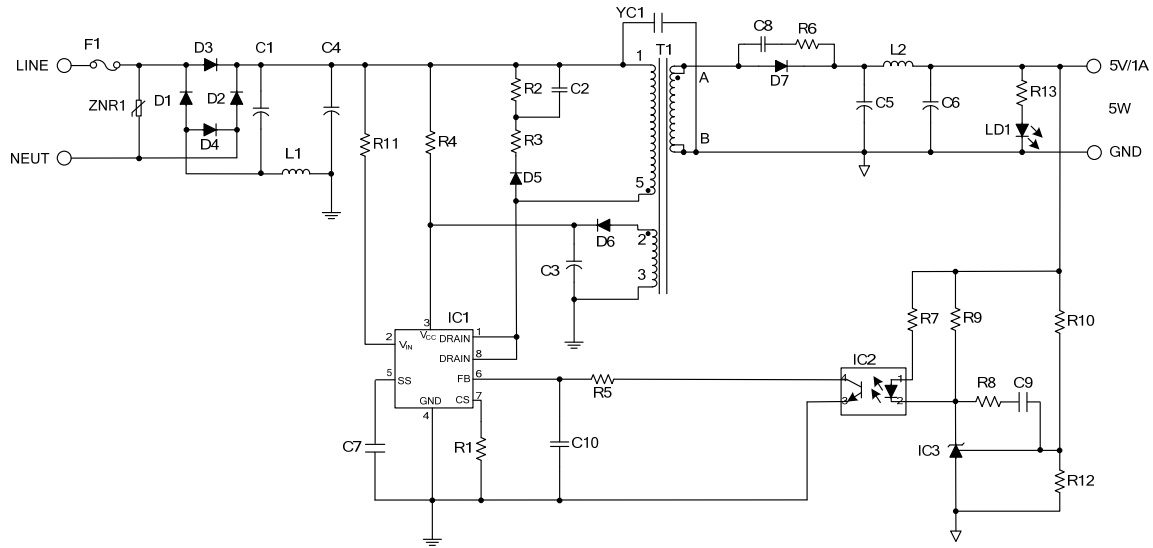 YC1
F1 D3 C1 C4 1 T1 C8 R6 L2
LINE 5V/1A
A D7
ZNR1 D1 D2 R2 C2 C5 C6 R13 5W
D4 R11 R4 R3 LD1
B
NEUT GND
L1 D5 5
2 D6
C3 3
IC1
3 1
2 VCC DRAIN R7 R9 R10
VIN DRAIN 8 IC2
5 SS FB 6 4 1 R8 C9
R5
GND CS 7 3 2
4
C7 R1 C10 IC3
R12